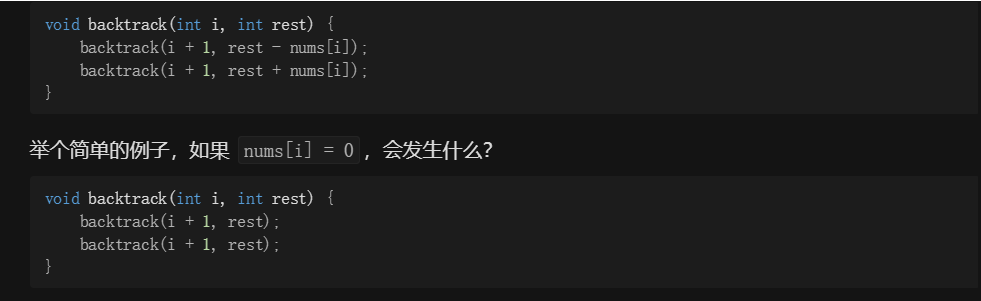 void backtrack(int i, int rest) {
    backtrack(i + 1, rest - nums[i]);
    backtrack(i + 1, rest + nums[i]);
}
举个简单的例子，如果 nums[i] = 0，会发生什么？
void backtrack(int i, int rest) {
    backtrack(i + 1, rest);
    backtrack(i + 1, rest);
}